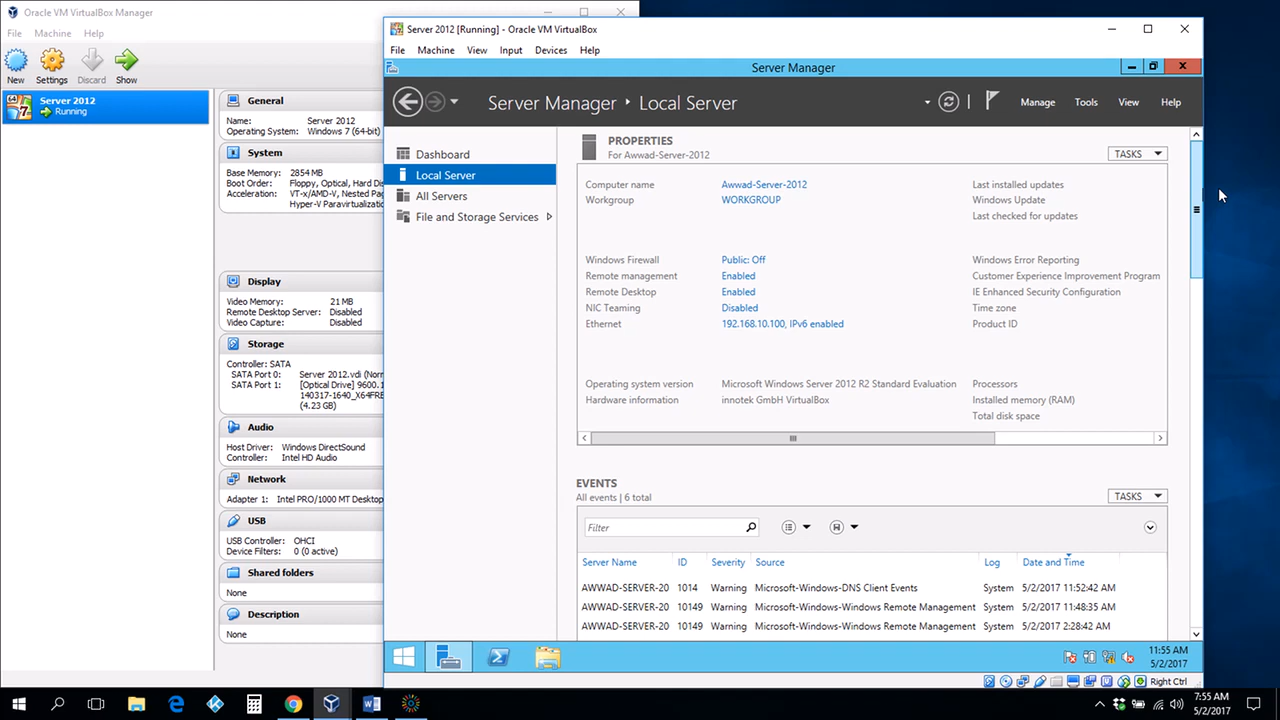 Oracle VM VirtualBox Manager
File Machine Help
New Settings Discard Show
Server 2012
Running
General
Name: Server 2012
Operating System: Windows 7 (64-bit)
System
Base Memory: 2854 MB
Boot Order: Floppy, Optical, Hard Di
Acceleration: VT-x/AMD-V, Nested Pag
Hyper-V Paravirtualizatio
Display
Video Memory: 21 MB
Remote Desktop Server: Disabled
Video Capture: Disabled
Storage
Controller: SATA
SATA Port 0: Server 2012.vdi (Norr
SATA Port 1: [Optical Drive] 9600.1
140317-1640_X64FRE
(4.23 GB)
Audio
Host Driver: Windows DirectSound
Controller: Intel HD Audio
Network
Adapter 1: Intel PRO/1000 MT Desktop
USB
USB Controller: OHCI
Device Filters: 0 (0 active)
Shared folders
None
Description
None
Server 2012 [Running] - Oracle VM VirtualBox
File Machine View Input Devices Help
Server Manager
Server Manager Local Server
Manage Tools View Help
Dashboard
Local Server
All Servers
File and Storage Services
PROPERTIES
For Awwad-Server-2012
TASKS
Computer name Awwad-Server-2012 Last installed updates
Workgroup WORKGROUP Windows Update
Last checked for updates
Windows Firewall Public: Off Windows Error Reporting
Remote management Enabled Customer Experience Improvement Program
Remote Desktop Enabled IE Enhanced Security Configuration
NIC Teaming Disabled Time zone
Ethernet 192.168.10.100, IPv6 enabled Product ID
Operating system version Microsoft Windows Server 2012 R2 Standard Evaluation Processors
Hardware information innotek GmbH VirtualBox Installed memory (RAM)
Total disk space
EVENTS
All events | 6 total
TASKS
Filter
Server Name ID Severity Source Log Date and Time
AWWAD-SERVER-20 1014 Warning Microsoft-Windows-DNS Client Events System 5/2/2017 11:52:42 AM
AWWAD-SERVER-20 10149 Warning Microsoft-Windows-Windows Remote Management System 5/2/2017 11:48:35 AM
AWWAD-SERVER-20 10149 Warning Microsoft-Windows-Windows Remote Management System 5/2/2017 2:28:42 AM
11:55 AM
5/2/2017
Right Ctrl
7:55 AM
5/2/2017